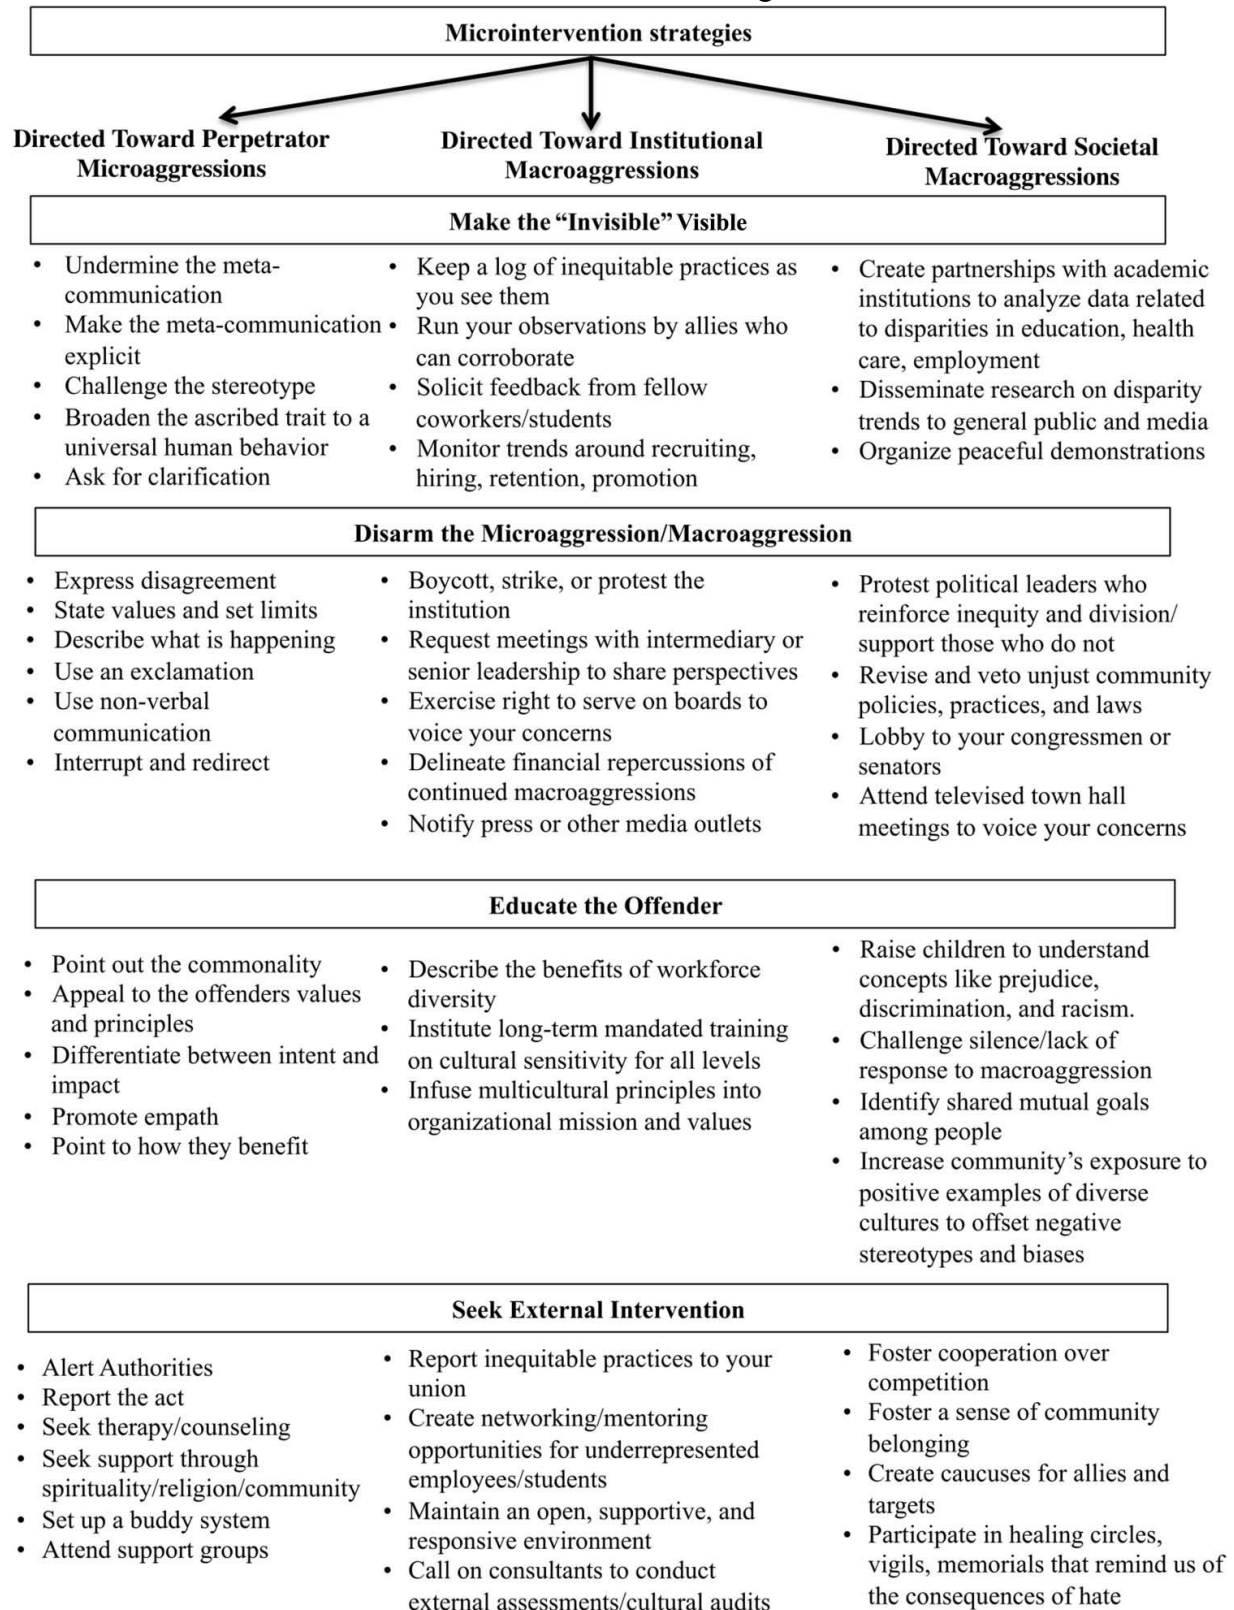 Microintervention strategies
Directed Toward Perpetrator
Microaggressions
Directed Toward Institutional
Macroaggressions
Directed Toward Societal
Macroaggressions
Make the “Invisible” Visible
• Undermine the meta-
communication
• Make the meta-communication
explicit
• Challenge the stereotype
• Broaden the ascribed trait to a
universal human behavior
• Ask for clarification
• Keep a log of inequitable practices as
you see them
• Run your observations by allies who
can corroborate
• Solicit feedback from fellow
coworkers/students
• Monitor trends around recruiting,
hiring, retention, promotion
• Create partnerships with academic
institutions to analyze data related
to disparities in education, health
care, employment
• Disseminate research on disparity
trends to general public and media
• Organize peaceful demonstrations
Disarm the Microaggression/Macroaggression
• Express disagreement
• State values and set limits
• Describe what is happening
• Use an exclamation
• Use non-verbal
communication
• Interrupt and redirect
• Boycott, strike, or protest the
institution
• Request meetings with intermediary or
senior leadership to share perspectives
• Exercise right to serve on boards to
voice your concerns
• Delineate financial repercussions of
continued macroaggressions
• Notify press or other media outlets
• Protest political leaders who
reinforce inequity and division/
support those who do not
• Revise and veto unjust community
policies, practices, and laws
• Lobby to your congressmen or
senators
• Attend televised town hall
meetings to voice your concerns
Educate the Offender
• Point out the commonality
• Appeal to the offenders values
and principles
• Differentiate between intent and
impact
• Promote empath
• Point to how they benefit
• Describe the benefits of workforce
diversity
• Institute long-term mandated training
on cultural sensitivity for all levels
• Infuse multicultural principles into
organizational mission and values
• Raise children to understand
concepts like prejudice,
discrimination, and racism.
• Challenge silence/lack of
response to macroaggression
• Identify shared mutual goals
among people
• Increase community’s exposure to
positive examples of diverse
cultures to offset negative
stereotypes and biases
Seek External Intervention
• Alert Authorities
• Report the act
• Seek therapy/counseling
• Seek support through
spirituality/religion/community
• Set up a buddy system
• Attend support groups
• Report inequitable practices to your
union
• Create networking/mentoring
opportunities for underrepresented
employees/students
• Maintain an open, supportive, and
responsive environment
• Call on consultants to conduct
external assessments/cultural audits
• Foster cooperation over
competition
• Foster a sense of community
belonging
• Create caucuses for allies and
targets
• Participate in healing circles,
vigils, memorials that remind us of
the consequences of hate